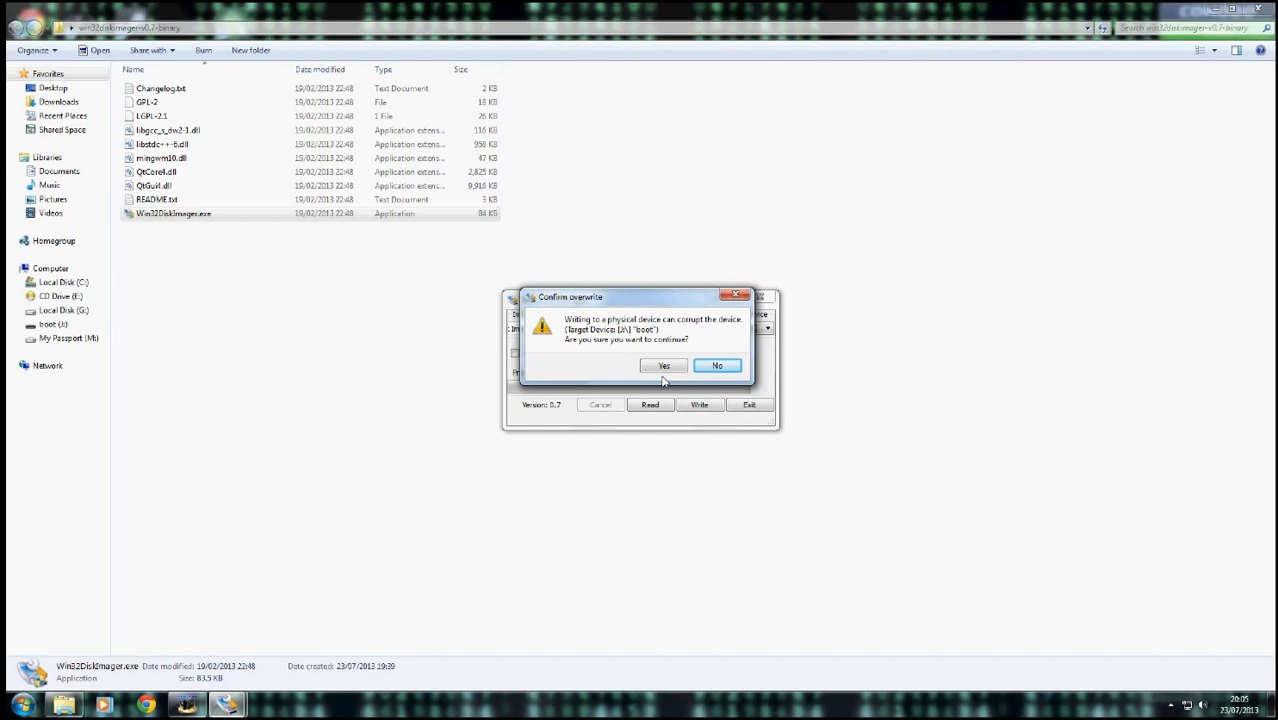 win32diskimager-v0.7-binary
Search win32diskimager-v0.7-binary
Organize
Open
Share with
Burn
New folder
Name
Date modified
Type
Size
Favorites
Desktop
Downloads
Recent Places
Shared Space
Libraries
Documents
Music
Pictures
Videos
Homegroup
Computer
Local Disk (C:)
CD Drive (E:)
Local Disk (G:)
boot (J:)
My Passport (M:)
Network
Changelog.txt 19/02/2013 22:48 Text Document 2 KB
GPL-2 19/02/2013 22:48 File 18 KB
LGPL-2.1 19/02/2013 22:48 1 File 26 KB
libgcc_s_dw2-1.dll 19/02/2013 22:48 Application extens... 116 KB
libstdc++-6.dll 19/02/2013 22:48 Application extens... 958 KB
mingwm10.dll 19/02/2013 22:48 Application extens... 47 KB
QtCore4.dll 19/02/2013 22:48 Application extens... 2,825 KB
QtGui4.dll 19/02/2013 22:48 Application extens... 9,916 KB
README.txt 19/02/2013 22:48 Text Document 3 KB
Win32DiskImager.exe 19/02/2013 22:48 Application 84 KB
Confirm overwrite
Writing to a physical device can corrupt the device.
(Target Device: [J:\] "boot")
Are you sure you want to continue?
Yes
No
Version: 0.7
Cancel
Read
Write
Exit
Win32DiskImager.exe Date modified: 19/02/2013 22:48 Date created: 23/07/2013 19:39
Application Size: 83.5 KB
20:05
23/07/2013